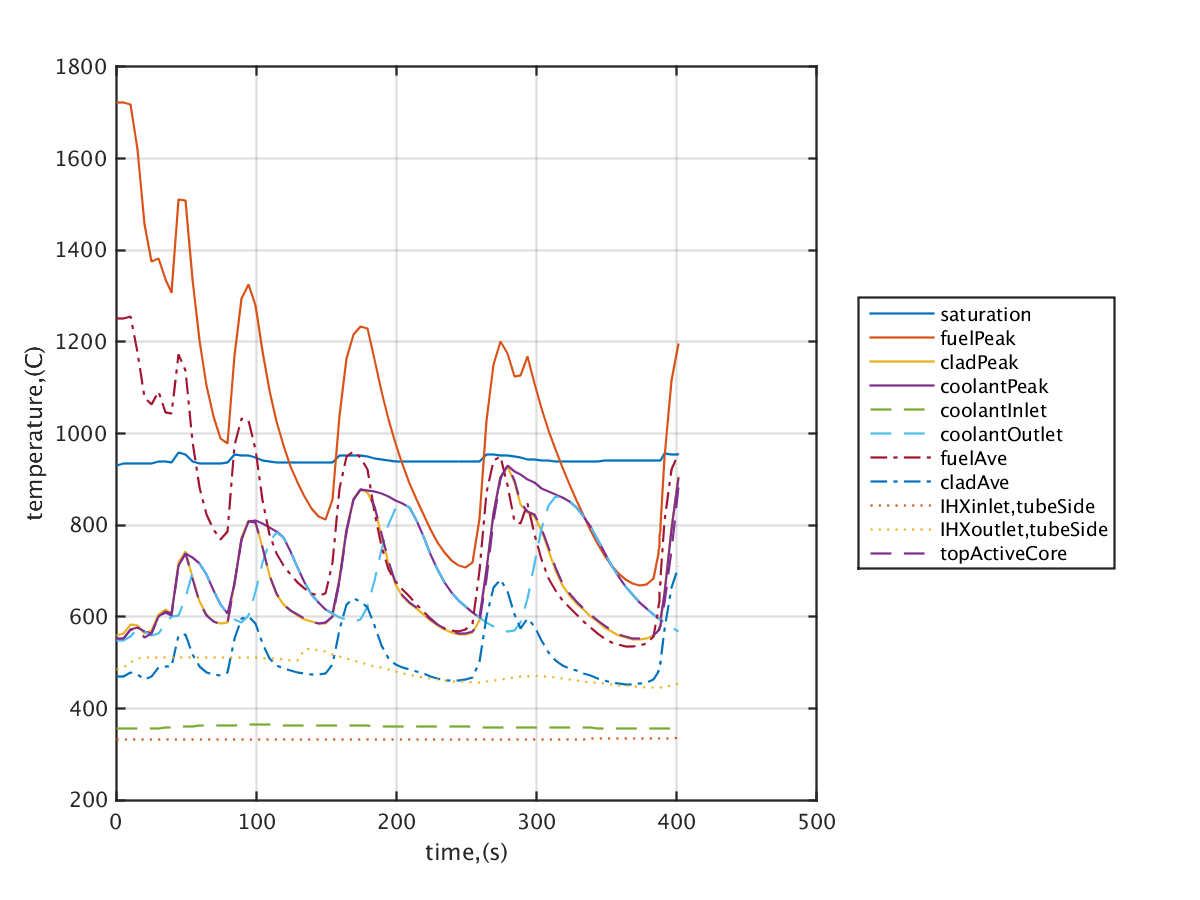 1800
1600
1400
1200
1000
800
600
400
200
temperature,(C)
0 100 200 300 400 500
time,(s)
saturation
fuelPeak
cladPeak
coolantPeak
coolantInlet
coolantOutlet
fuelAve
cladAve
IHXinlet,tubeSide
IHXoutlet,tubeSide
topActiveCore